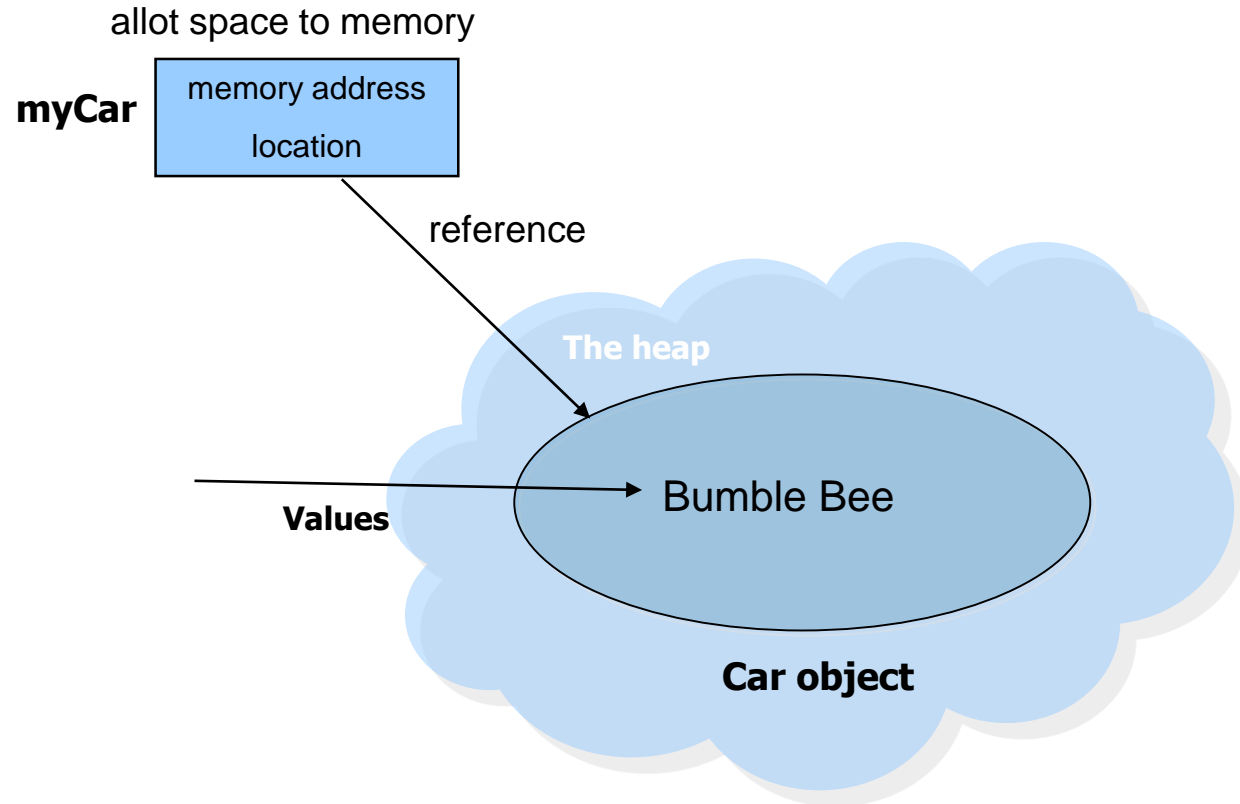 allot space to memory
myCar
memory address
location
reference
The heap
Bumble Bee
Values
Car object